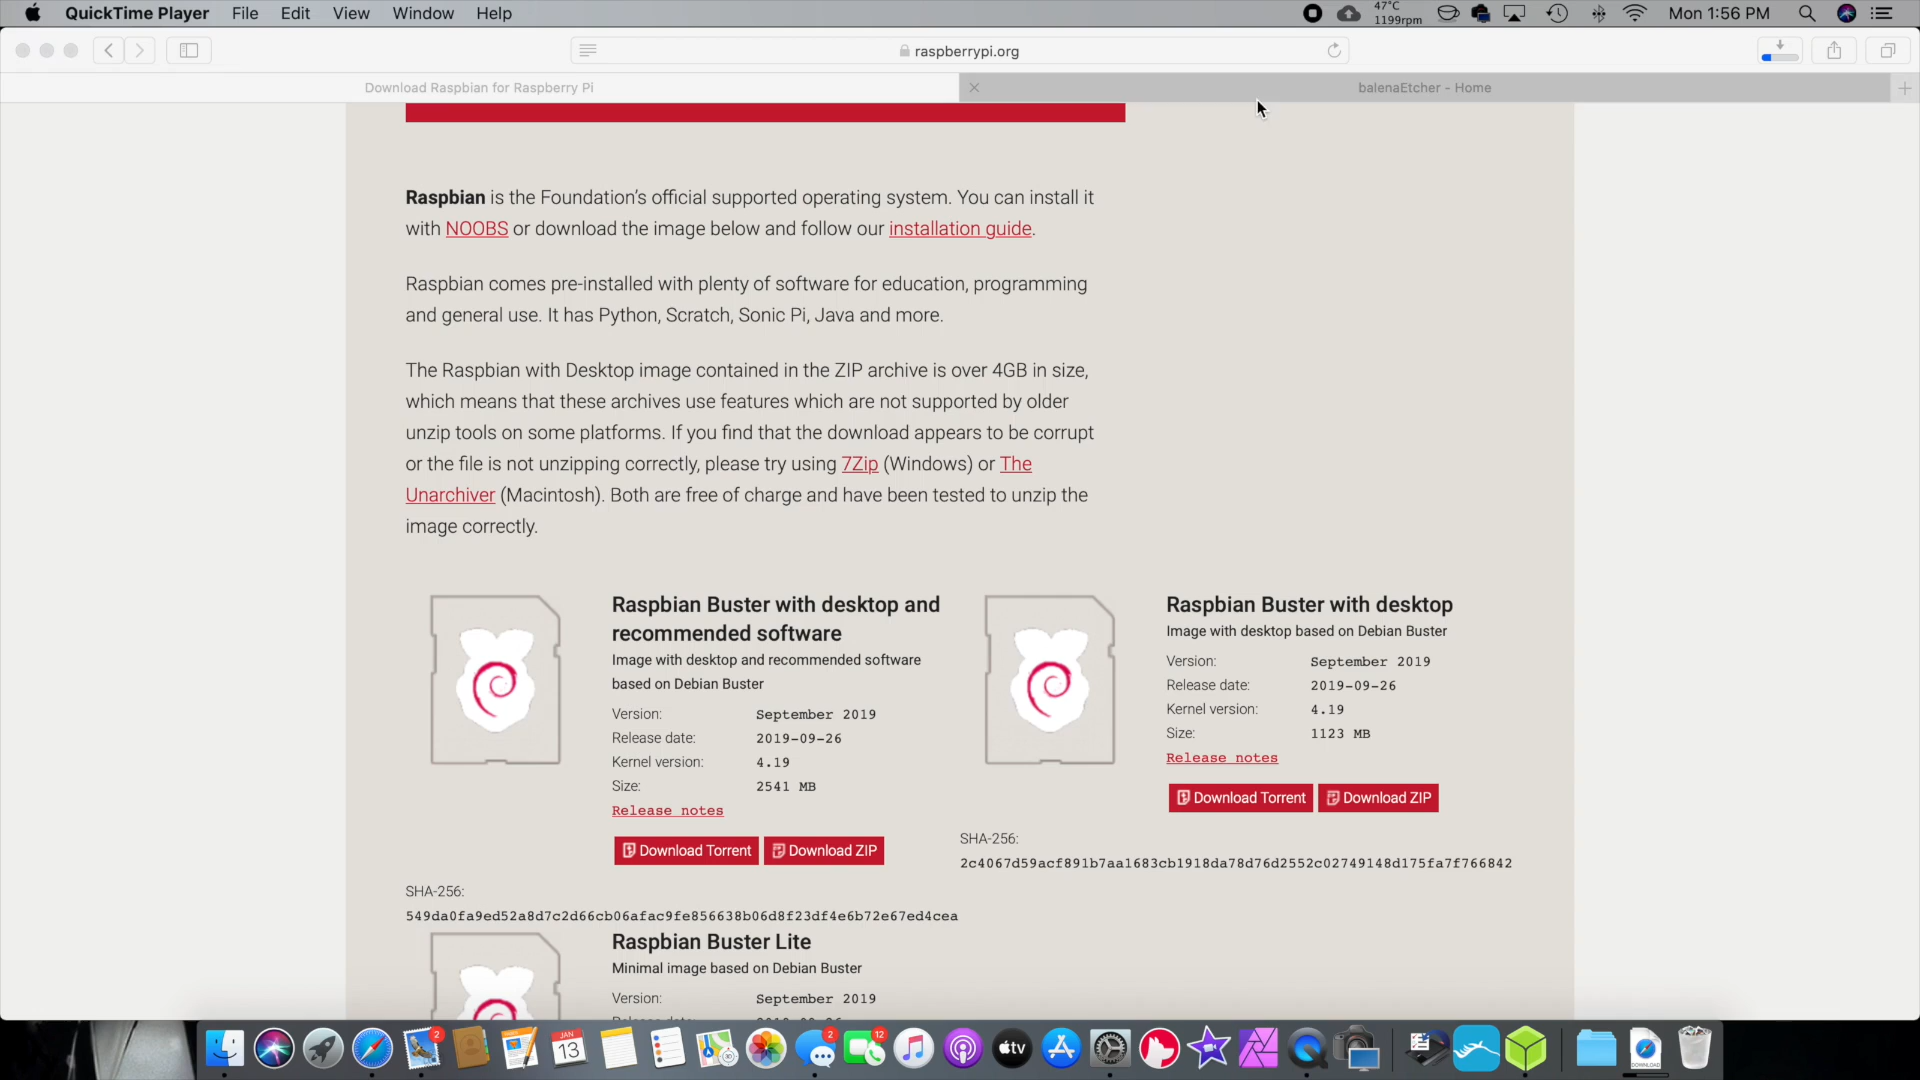 QuickTime Player File Edit View Window Help 47°C 1199rpm Mon 1:56 PM
raspberrypi.org
Download Raspbian for Raspberry Pi balenaEtcher - Home
Raspbian is the Foundation's official supported operating system. You can install it
with NOOBS or download the image below and follow our installation guide.
Raspbian comes pre-installed with plenty of software for education, programming
and general use. It has Python, Scratch, Sonic Pi, Java and more.
The Raspbian with Desktop image contained in the ZIP archive is over 4GB in size,
which means that these archives use features which are not supported by older
unzip tools on some platforms. If you find that the download appears to be corrupt
or the file is not unzipping correctly, please try using 7Zip (Windows) or The
Unarchiver (Macintosh). Both are free of charge and have been tested to unzip the
image correctly.
Raspbian Buster with desktop and
recommended software
Image with desktop and recommended software
based on Debian Buster
Version: September 2019
Release date: 2019-09-26
Kernel version: 4.19
Size: 2541 MB
Release notes
Download Torrent Download ZIP
SHA-256:
549da0fa9ed52a8d7c2d66cb06afac9fe856638b06d8f23df4e6b72e67ed4cea
Raspbian Buster with desktop
Image with desktop based on Debian Buster
Version: September 2019
Release date: 2019-09-26
Kernel version: 4.19
Size: 1123 MB
Release notes
Download Torrent Download ZIP
SHA-256:
2c4067d59acf891b7aa1683cb1918da78d76d2552c02749148d175fa7f766842
Raspbian Buster Lite
Minimal image based on Debian Buster
Version: September 2019
2 JAN 13 2 12 tv DOWNLOAD